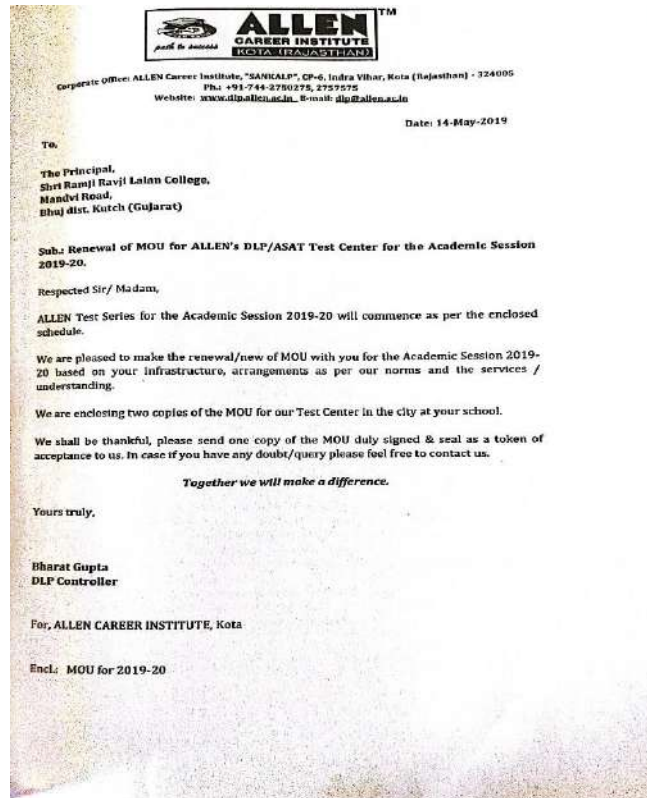 TM
ALLEN
CAREER INSTITUTE
KOTA (RAJASTHAN)
path to success
Corporate Office: ALLEN Career Institute, "SANKALP", CP-6, Indra Vihar, Kota (Rajasthan) - 324005
Ph.: +91-744-2750275, 2757575
Website: www.dlp.allen.ac.in E-mail: dlp@allen.ac.in
Date: 14-May-2019
To,
The Principal,
Shri Ramji Ravji Lalan College,
Mandvi Road,
Bhuj dist. Kutch (Gujarat)
Sub.: Renewal of MOU for ALLEN's DLP/ASAT Test Center for the Academic Session
2019-20.
Respected Sir/ Madam,
ALLEN Test Series for the Academic Session 2019-20 will commence as per the enclosed
schedule.
We are pleased to make the renewal/new of MOU with you for the Academic Session 2019-
20 based on your infrastructure, arrangements as per our norms and the services /
understanding.
We are enclosing two copies of the MOU for our Test Center in the city at your school.
We shall be thankful, please send one copy of the MOU duly signed & seal as a token of
acceptance to us. In case if you have any doubt/query please feel free to contact us.
Together we will make a difference.
Yours truly,
Bharat Gupta
DLP Controller
For, ALLEN CAREER INSTITUTE, Kota
Encl.: MOU for 2019-20